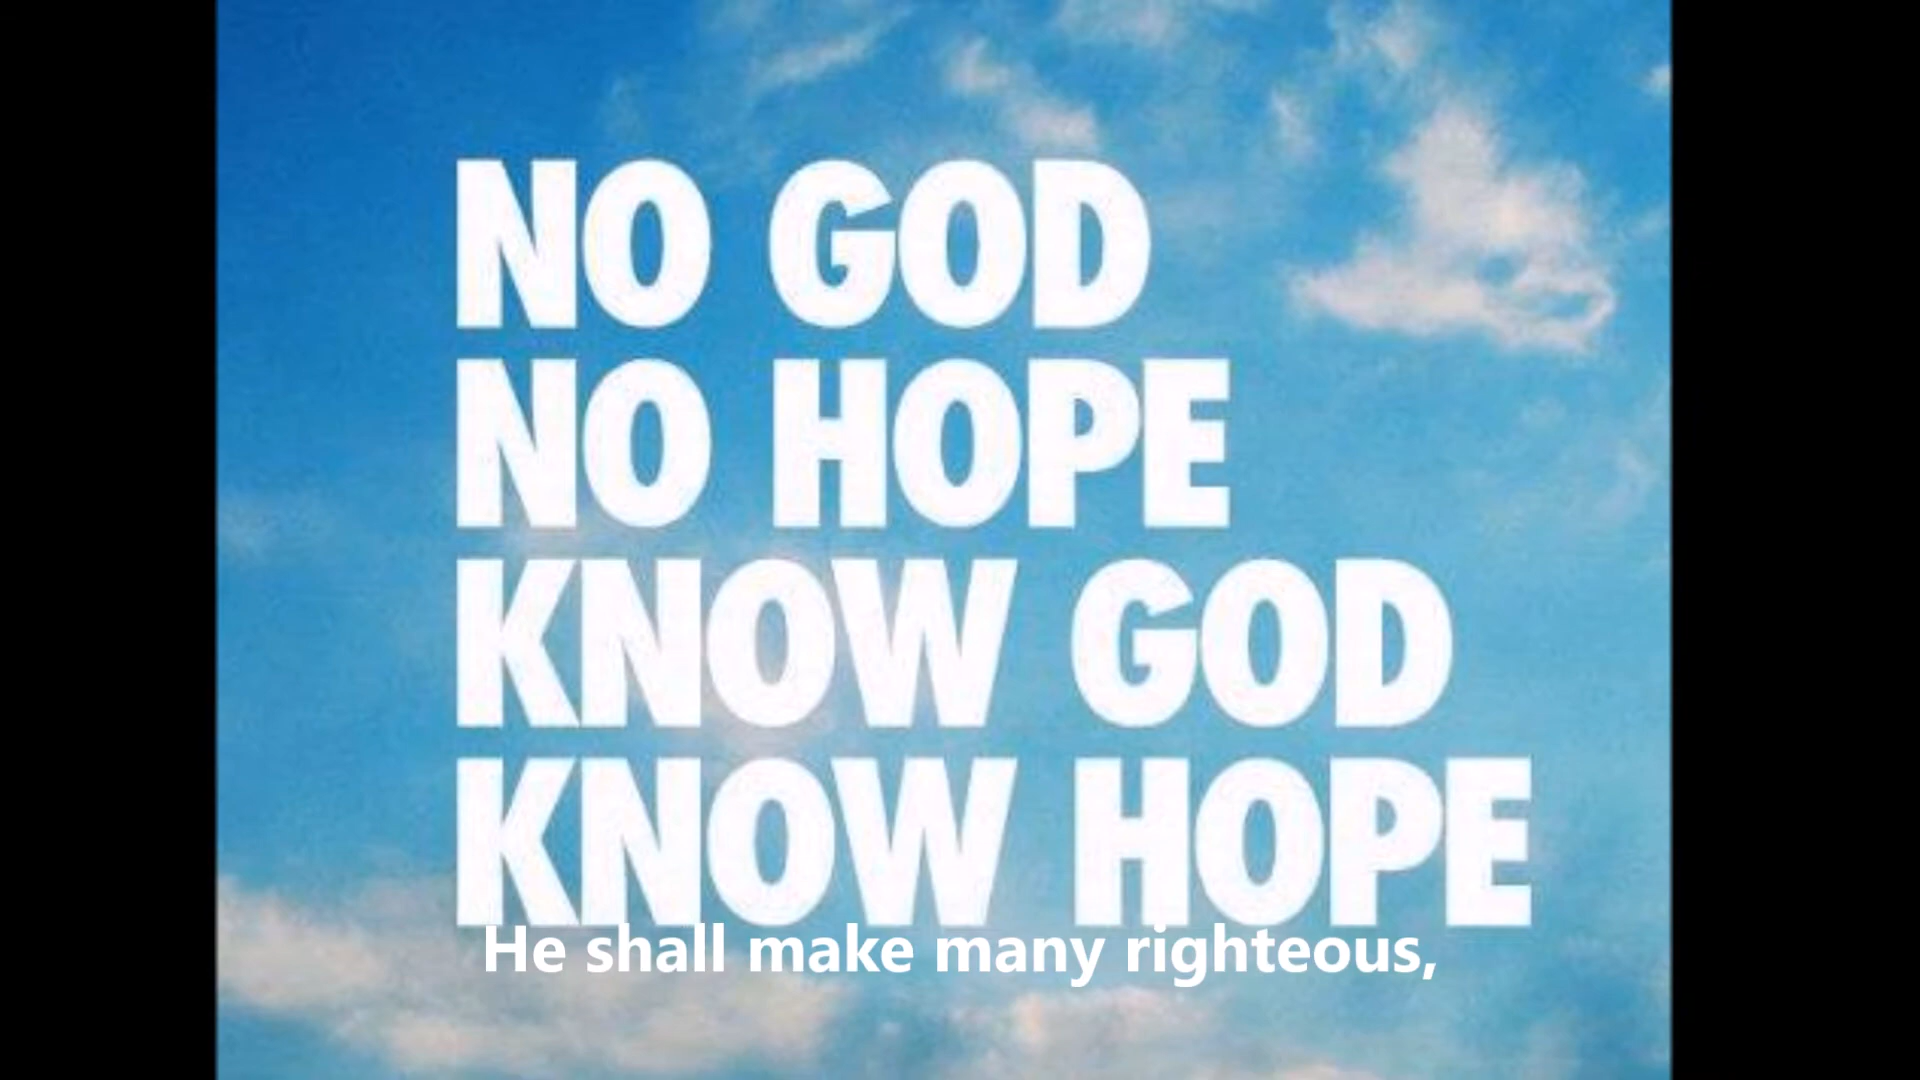 NO GOD
NO HOPE
KNOW GOD
KNOW HOPE
He shall make many righteous,